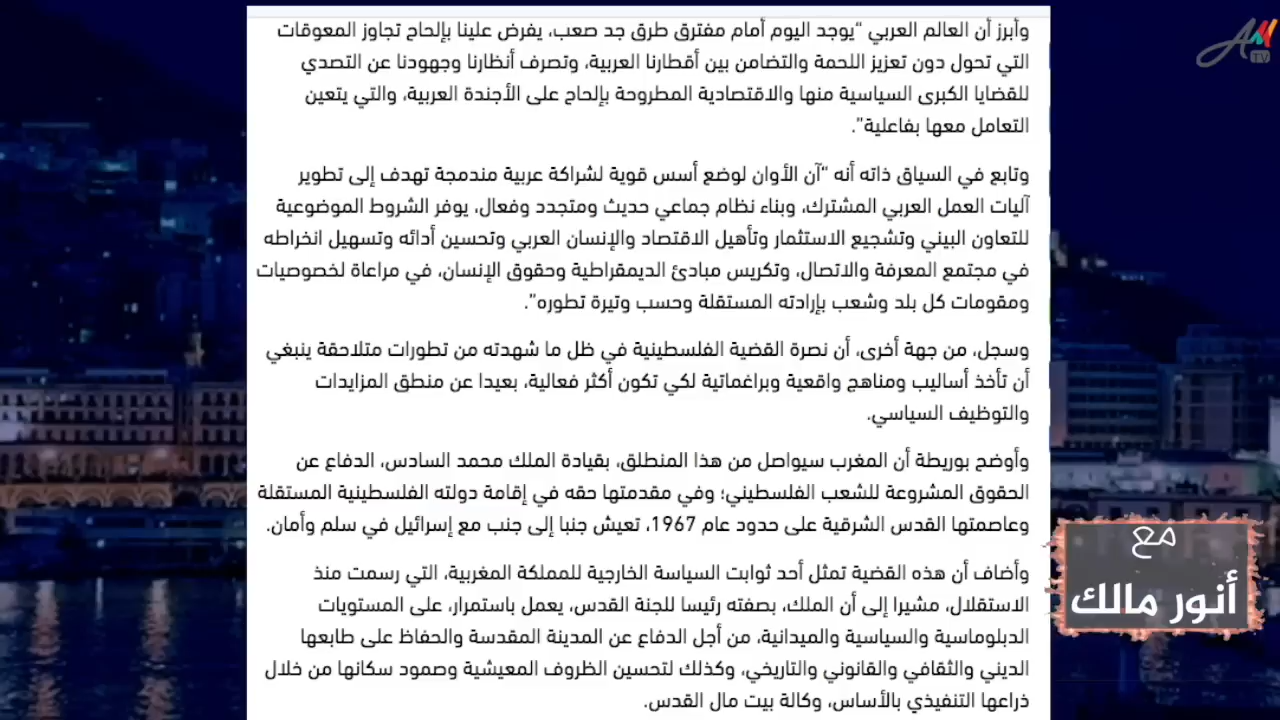 وأبرز أن العالم العربي "يوجد اليوم أمام مفترق طرق جد صعب، يفرض علينا بإلحاح تجاوز المعوقات
التي تحول دون تعزيز اللحمة والتضامن بين أقطارنا العربية، وتصرف أنظارنا وجهودنا عن التصدي
للقضايا الكبرى السياسية منها والاقتصادية المطروحة بإلحاح على الأجندة العربية، والتي يتعين
التعامل معها بفاعلية".
وتابع في السياق ذاته أنه "آن الأوان لوضع أسس قوية لشراكة عربية مندمجة تهدف إلى تطوير
آليات العمل العربي المشترك، وبناء نظام جماعي حديث ومتجدد وفعال، يوفر الشروط الموضوعية
للتعاون البيني وتشجيع الاستثمار وتأهيل الاقتصاد والإنسان العربي وتحسين أدائه وتسهيل انخراطه
في مجتمع المعرفة والاتصال، وتكريس مبادئ الديمقراطية وحقوق الإنسان، في مراعاة لخصوصيات
ومقومات كل بلد وشعب بإرادته المستقلة وحسب وتيرة تطوره".
وسجل، من جهة أخرى، أن نصرة القضية الفلسطينية في ظل ما شهدته من تطورات متلاحقة ينبغي
أن تأخذ أساليب ومناهج واقعية وبراغماتية لكي تكون أكثر فعالية، بعيدا عن منطق المزايدات
والتوظيف السياسي.
وأوضح بوريطة أن المغرب سيواصل من هذا المنطلق، بقيادة الملك محمد السادس، الدفاع عن
الحقوق المشروعة للشعب الفلسطيني؛ وفي مقدمتها حقه في إقامة دولته الفلسطينية المستقلة
وعاصمتها القدس الشرقية على حدود عام 1967، تعيش جنبا إلى جنب مع إسرائيل في سلم وأمان.
وأضاف أن هذه القضية تمثل أحد ثوابت السياسة الخارجية للمملكة المغربية، التي رسمت منذ
الاستقلال، مشيرا إلى أن الملك، بصفته رئيسا للجنة القدس، يعمل باستمرار، على المستويات
الدبلوماسية والسياسية والميدانية، من أجل الدفاع عن المدينة المقدسة والحفاظ على طابعها
الديني والثقافي والقانوني والتاريخي، وكذلك لتحسين الظروف المعيشية وصمود سكانها من خلال
ذراعها التنفيذي بالأساس، وكالة بيت مال القدس.
مع
أنور مالك
TV